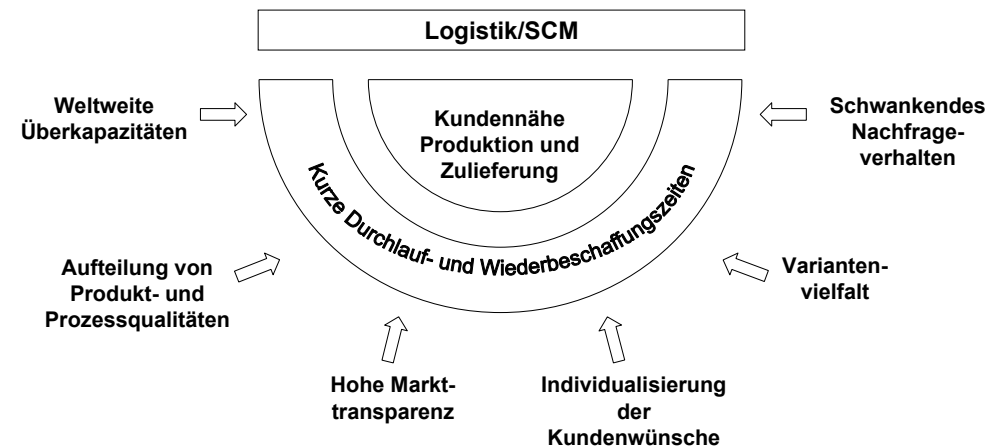 Logistik/SCM
Weltweite
Überkapazitäten
Kundennähe
Produktion und
Zulieferung
Schwankendes
Nachfrage-
verhalten
Kurze Durchlauf- und Wiederbeschaffungszeiten
Aufteilung von
Produkt- und
Prozessqualitäten
Varianten-
vielfalt
Hohe Markt-
transparenz
Individualisierung
der
Kundenwünsche